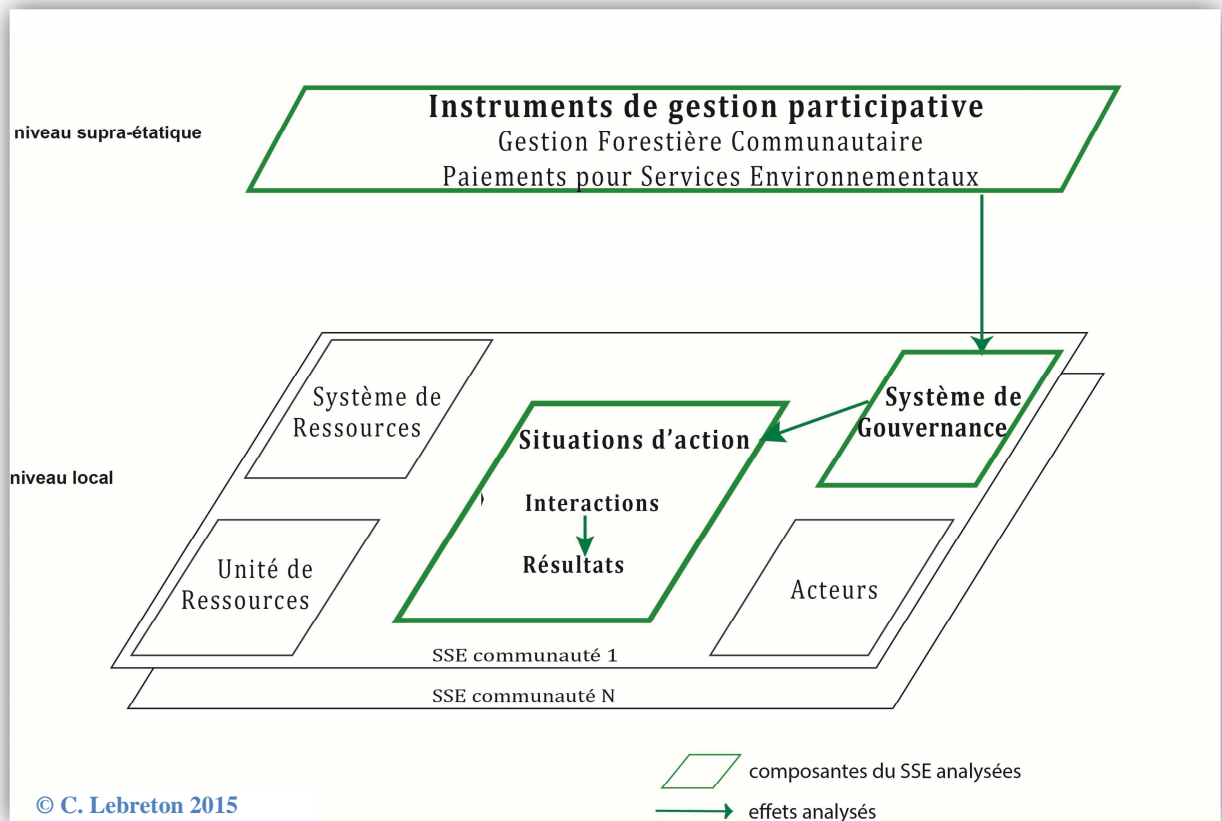 Instruments de gestion participative
niveau supra-étatique
Gestion Forestière Communautaire
Paiements pour Services Environnementaux
Système de
Ressources
Système de
Gouvernance
Situations d’action
niveau local
Interactions
Résultats
Unité de
Ressources
Acteurs
SSE communauté 1
SSE communauté N
composantes du SSE analysées
effets analysés
© C. Lebreton 2015